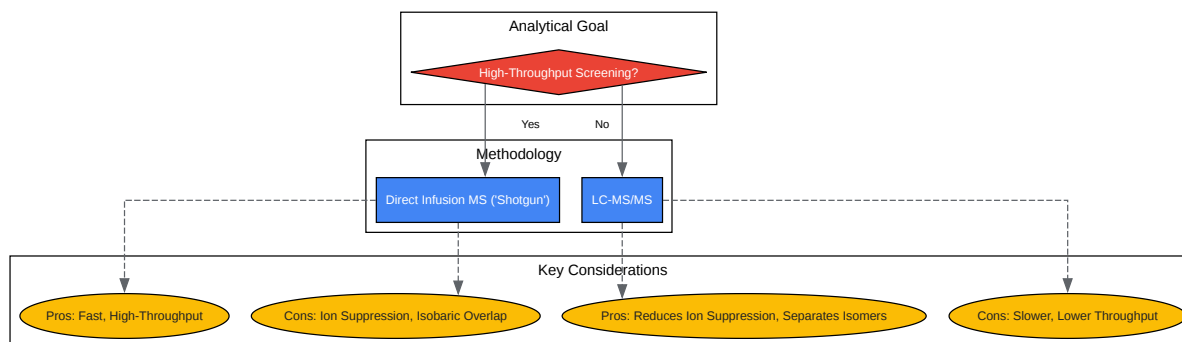 Analytical Goal
High-Throughput Screening?
Yes
No
Methodology
Direct Infusion MS ('Shotgun')
LC-MS/MS
Key Considerations
Pros: Fast, High-Throughput
Cons: Ion Suppression, Isobaric Overlap
Pros: Reduces Ion Suppression, Separates Isomers
Cons: Slower, Lower Throughput